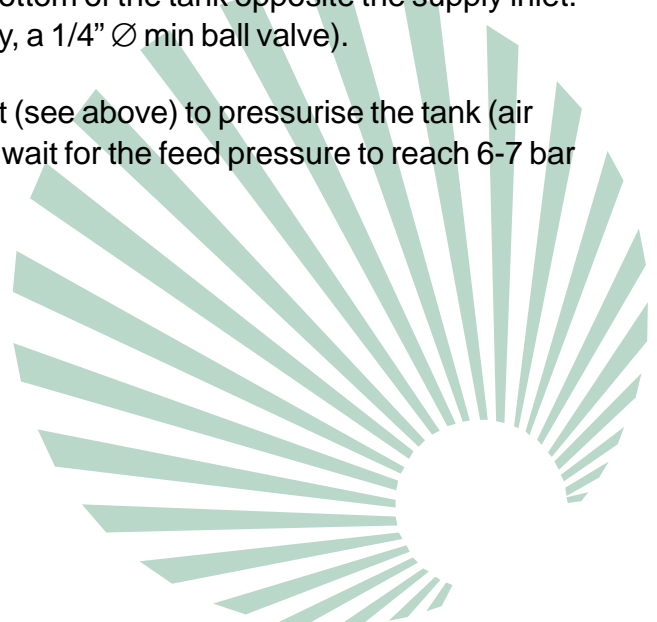 bottom of the tank opposite the supply inlet.
y, a 1/4” ∅ min ball valve).
t (see above) to pressurise the tank (air
wait for the feed pressure to reach 6-7 bar